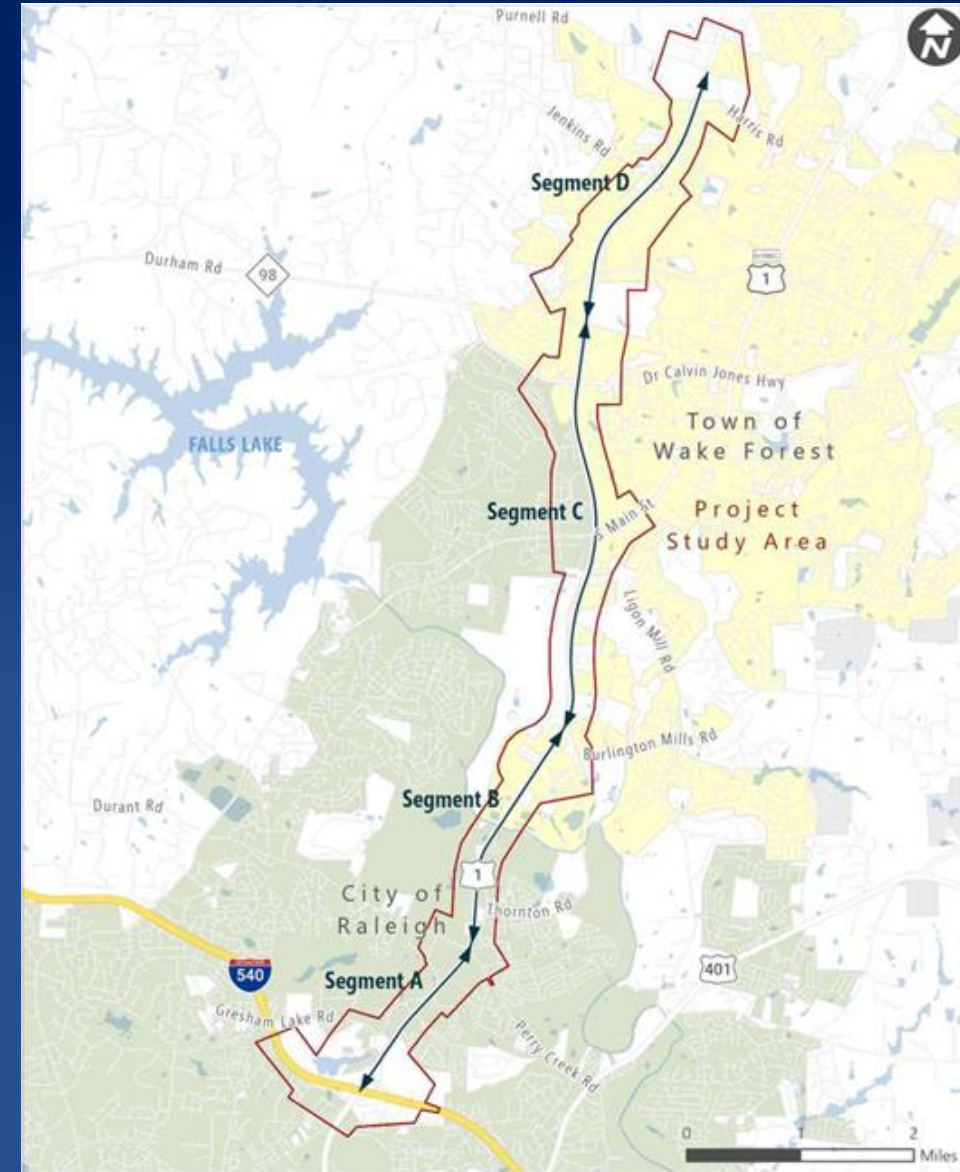 Purnell Rd
N
Jenkins Rd
Harris Rd
Segment D
Durham Rd
98
1
Dr Calvin Jones Hwy
Town of
Wake Forest
FALLS LAKE
Segment C
S Main St
Project
Study Area
Ligon Mill Rd
Burlington Mills Rd
Segment B
Durant Rd
1
City of
Raleigh
Thornton Rd
401
540
Segment A
Gresham Lake Rd
Perry Creek Rd
0 1 2
Miles